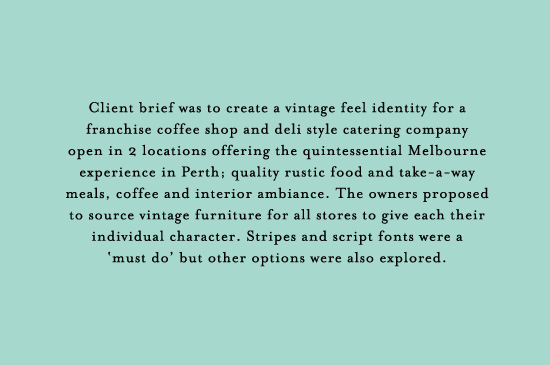 Client brief was to create a vintage feel identity for a
franchise coffee shop and deli style catering company
open in 2 locations offering the quintessential Melbourne
experience in Perth; quality rustic food and take-a-way
meals, coffee and interior ambiance. The owners proposed
to source vintage furniture for all stores to give each their
individual character. Stripes and script fonts were a
‘must do’ but other options were also explored.